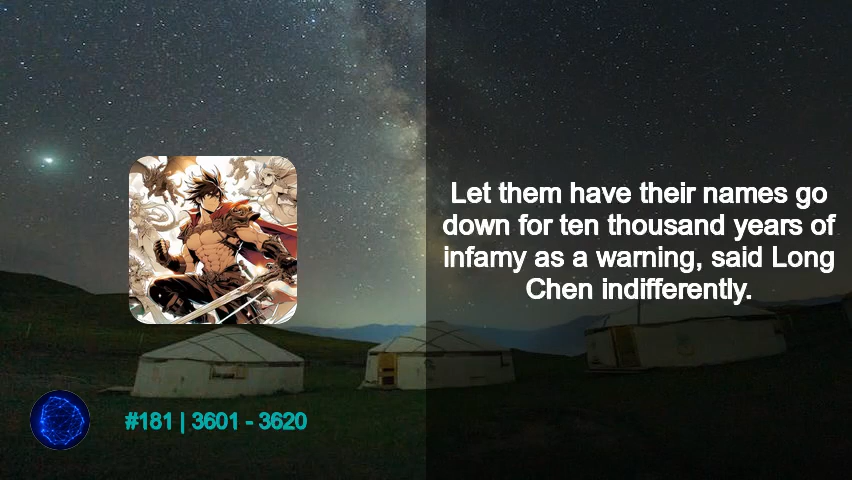 Let them have their names go
down for ten thousand years of
infamy as a warning, said Long
Chen indifferently.
#181 | 3601 - 3620